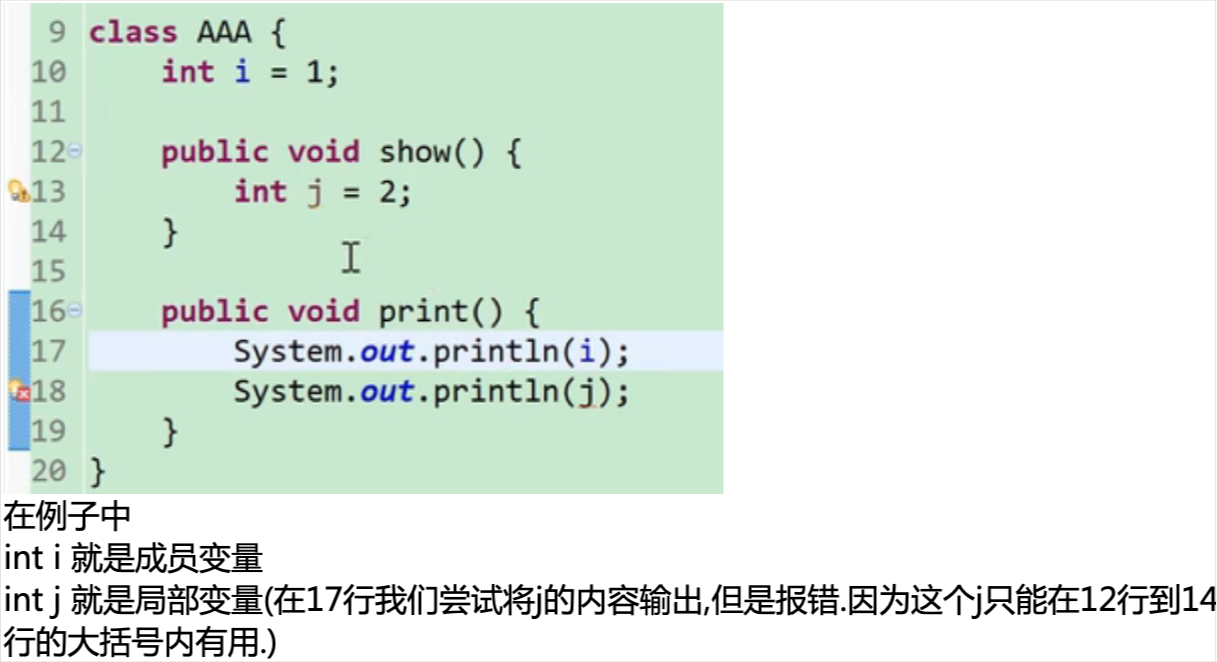 9 class AAA {
10 int i = 1;
11
12 public void show() {
13 int j = 2;
14 }
15
16 public void print() {
17 System.out.println(i);
18 System.out.println(j);
19 }
20 }
在例子中
int i 就是成员变量
int j 就是局部变量(在17行我们尝试将j的内容输出,但是报错.因为这个j只能在12行到14
行的大括号内有用.)